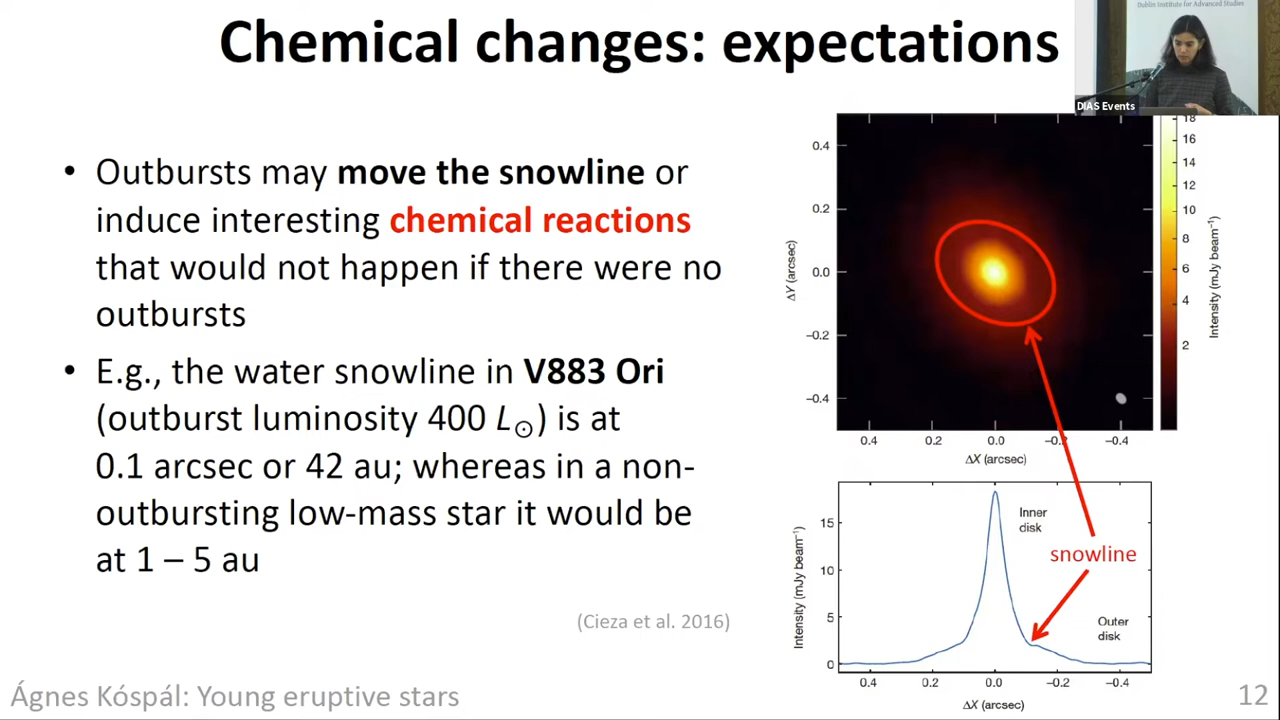 Chemical changes: expectations
Dublin Institute for Advanced Studies
DIAS Events
• Outbursts may move the snowline or
induce interesting chemical reactions
that would not happen if there were no
outbursts
• E.g., the water snowline in V883 Ori
(outburst luminosity 400 L☉) is at
0.1 arcsec or 42 au; whereas in a non-
outbursting low-mass star it would be
at 1 – 5 au
(Cieza et al. 2016)
0.4
0.2
0.0
−0.2
−0.4
ΔY (arcsec)
0.4 0.2 0.0 −0.2 −0.4
ΔX (arcsec)
18
16
14
12
10
8
6
4
2
Intensity (mJy beam⁻¹)
15
10
5
0
Intensity (mJy beam⁻¹)
Inner
disk
snowline
Outer
disk
0.4 0.2 0.0 −0.2 −0.4
ΔX (arcsec)
Ágnes Kóspál: Young eruptive stars
12